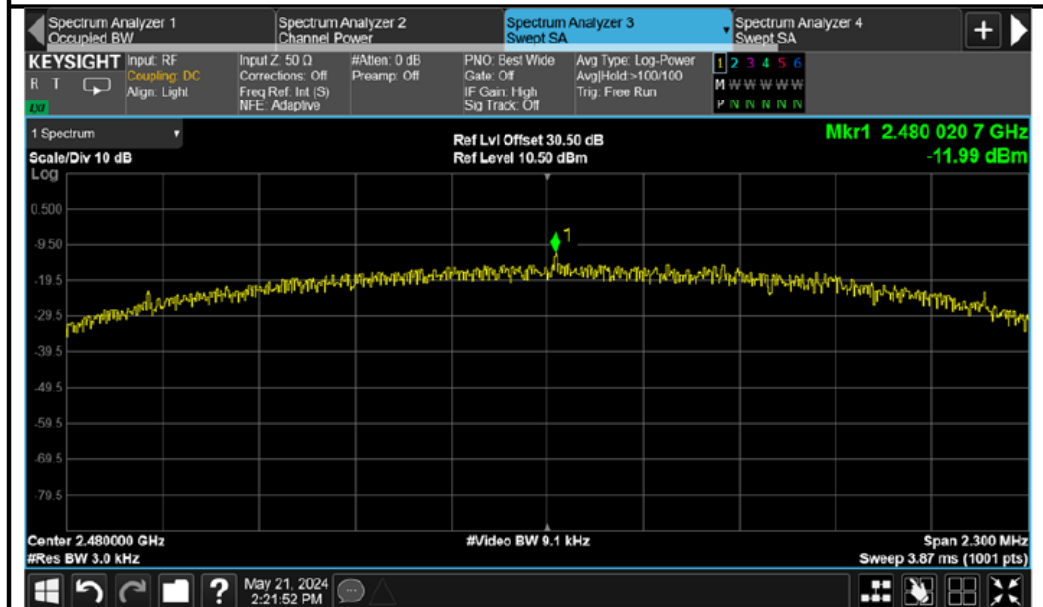 Spectrum Analyzer 1
Occupied BW
Spectrum Analyzer 2
Channel Power
Spectrum Analyzer 3
Swept SA
Spectrum Analyzer 4
Swept SA
+
KEYSIGHT
R T
LXI
Input: RF
Coupling: DC
Align: Light
Input Z: 50 Ω
Corrections: Off
Freq Ref: Int (S)
NFE: Adaptive
#Atten: 0 dB
Preamp: Off
PNO: Best Wide
Gate: Off
IF Gain: High
Sig Track: Off
Avg Type: Log-Power
Avg|Hold:>100/100
Trig: Free Run
1 2 3 4 5 6
M W W W W W
P N N N N N
1 Spectrum
Scale/Div 10 dB
Log
Ref Lvl Offset 30.50 dB
Ref Level 10.50 dBm
Mkr1 2.480 020 7 GHz
-11.99 dBm
0.500
-9.50
-19.5
-29.5
-39.5
-49.5
-59.5
-69.5
-79.5
1
Center 2.480000 GHz
#Res BW 3.0 kHz
#Video BW 9.1 kHz
Span 2.300 MHz
Sweep 3.87 ms (1001 pts)
?
May 21, 2024
2:21:52 PM